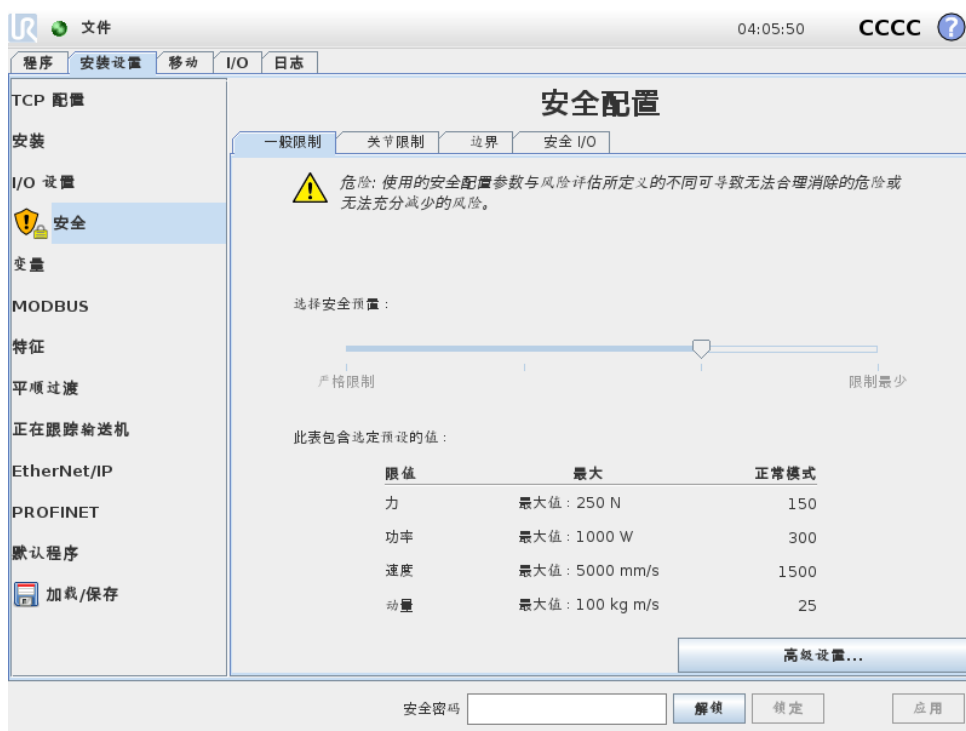 UR 文件 04:05:50 CCCC ?
程序 安装设置 移动 I/O 日志
TCP 配置
安装
I/O 设置
安全
变量
MODBUS
特征
平顺过渡
正在跟踪输送机
EtherNet/IP
PROFINET
默认程序
加载/保存
安全配置
一般限制 关节限制 边界 安全 I/O
危险: 使用的安全配置参数与风险评估所定义的不同可导致无法合理消除的危险或
无法充分减少的风险。
选择安全预置：
严格限制 限制最少
此表包含选定预设的值：
限值 最大 正常模式
力 最大值：250 N 150
功率 最大值：1000 W 300
速度 最大值：5000 mm/s 1500
动量 最大值：100 kg m/s 25
高级设置...
安全密码 解锁 锁定 应用